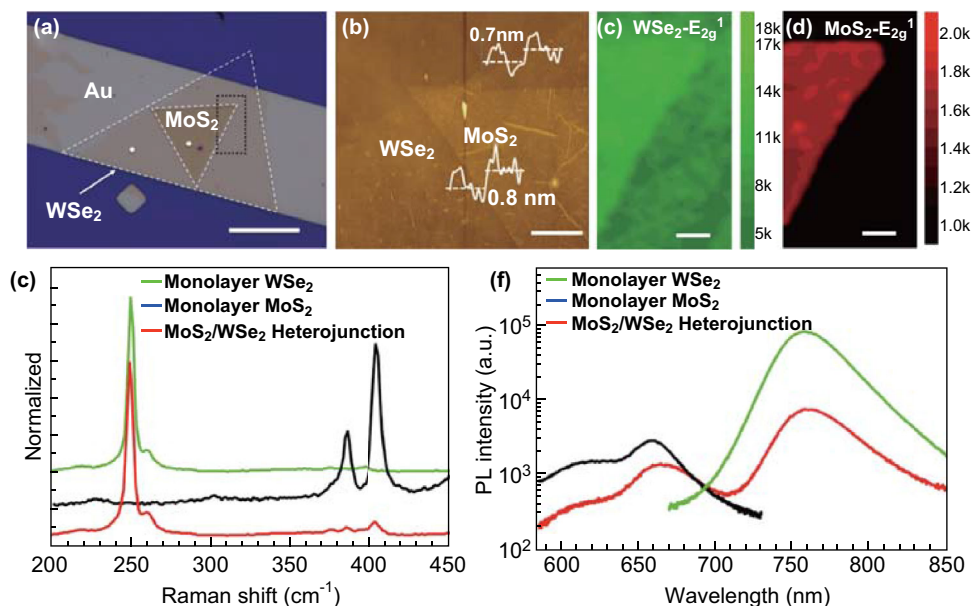 (a)
Au
MoS₂
WSe₂
(b)
0.7nm
WSe₂
MoS₂
0.8 nm
(c) WSe₂-E₂g¹
18k
17k
14k
11k
8k
5k
(d) MoS₂-E₂g¹
2.0k
1.8k
1.6k
1.4k
1.2k
1.0k
(c)
Monolayer WSe₂
Monolayer MoS₂
MoS₂/WSe₂ Heterojunction
Normalized
200 250 300 350 400 450
Raman shift (cm⁻¹)
(f)
Monolayer WSe₂
Monolayer MoS₂
MoS₂/WSe₂ Heterojunction
PL intensity (a.u.)
10⁵
10⁴
10³
10²
600 650 700 750 800 850
Wavelength (nm)